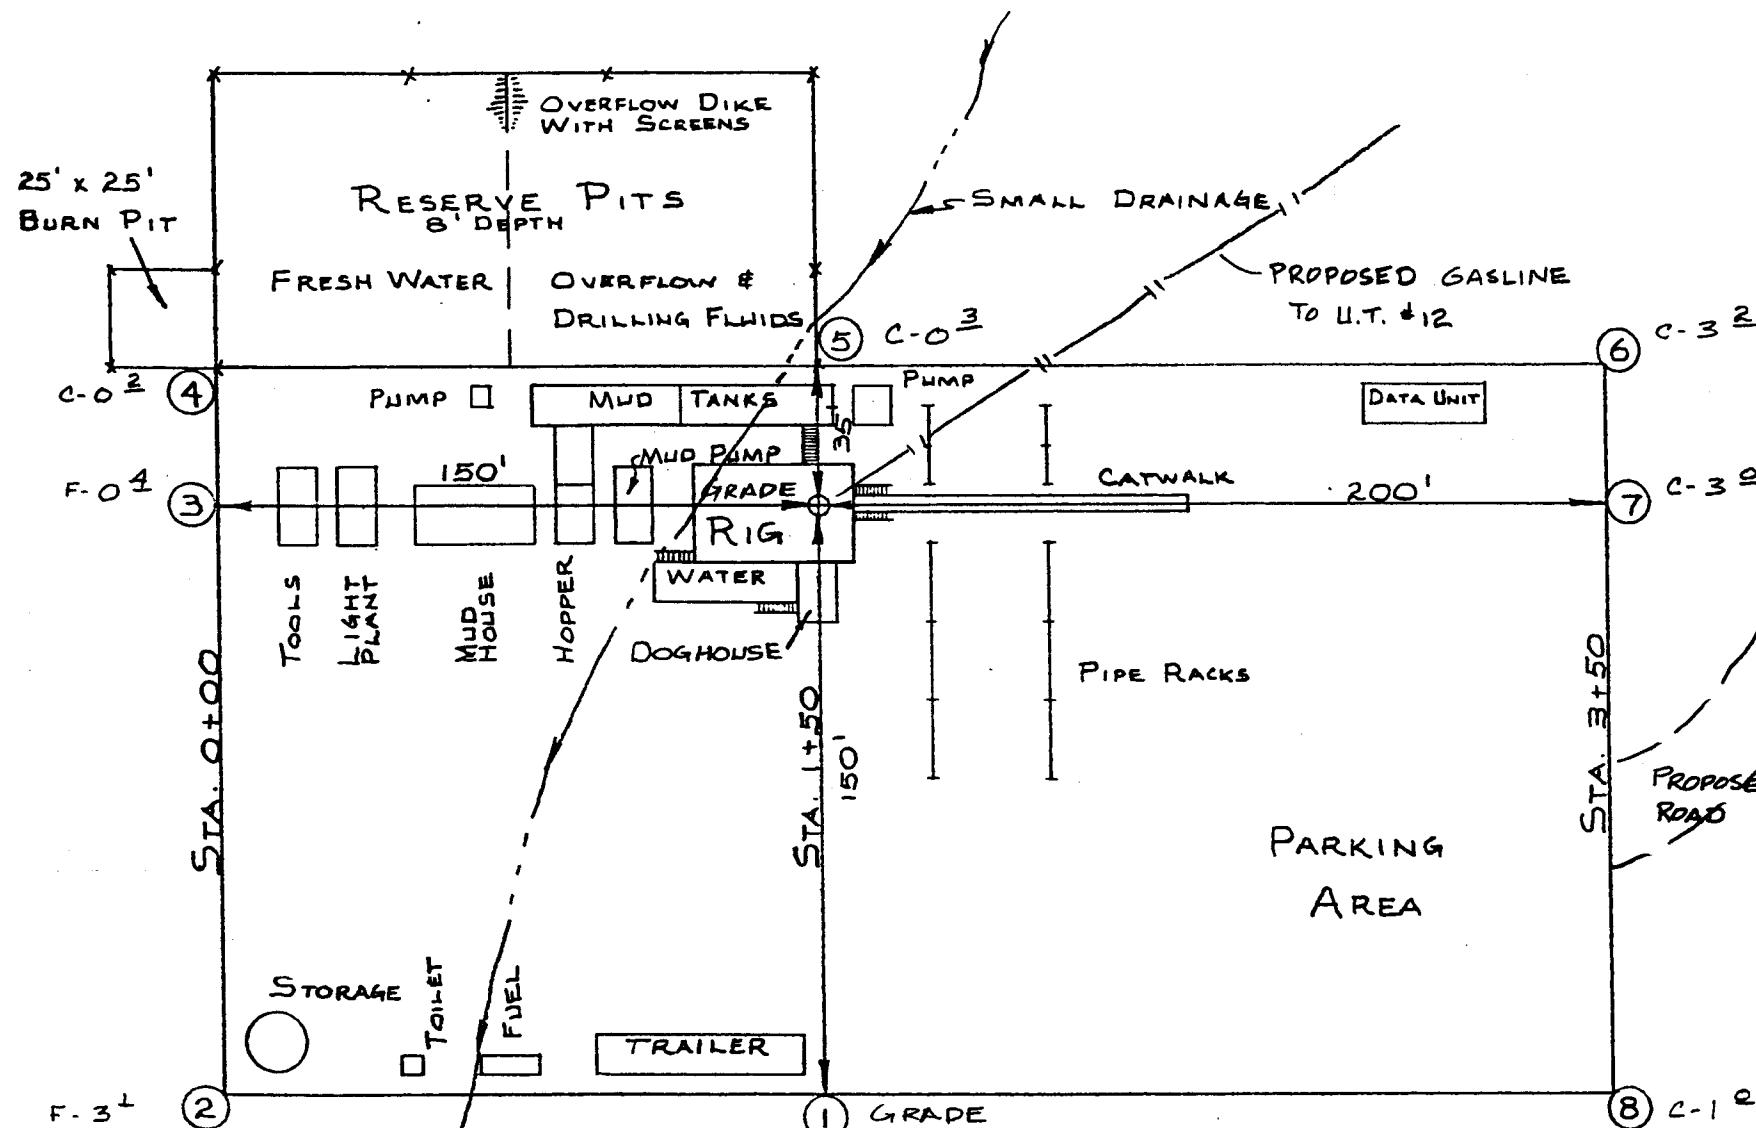 OVERFLOW DIKE
WITH SCREENS
25' x 25'
BURN PIT
RESERVE PITS
8' DEPTH
SMALL DRAINAGE
FRESH WATER
OVERFLOW &
DRILLING FLUIDS
PROPOSED GASLINE
TO U.T. #12
5 C-0 3
6 C-3 2
C-0 2 4
PUMP
MUD TANKS
PUMP
DATA UNIT
35'
MUD PUMP
150'
F-0 4 3
GRADE
RIG
CATWALK
200'
7 C-3 0
WATER
TOOLS
LIGHT
PLANT
MUD
HOUSE
HOPPER
DOGHOUSE
PIPE RACKS
STA. 0+00
STA. 1+50
150'
STA. 3+50
PROPOSE
ROAD
PARKING
AREA
STORAGE
TOILET
FUEL
TRAILER
F-3 1 2
1 GRADE
8 C-1